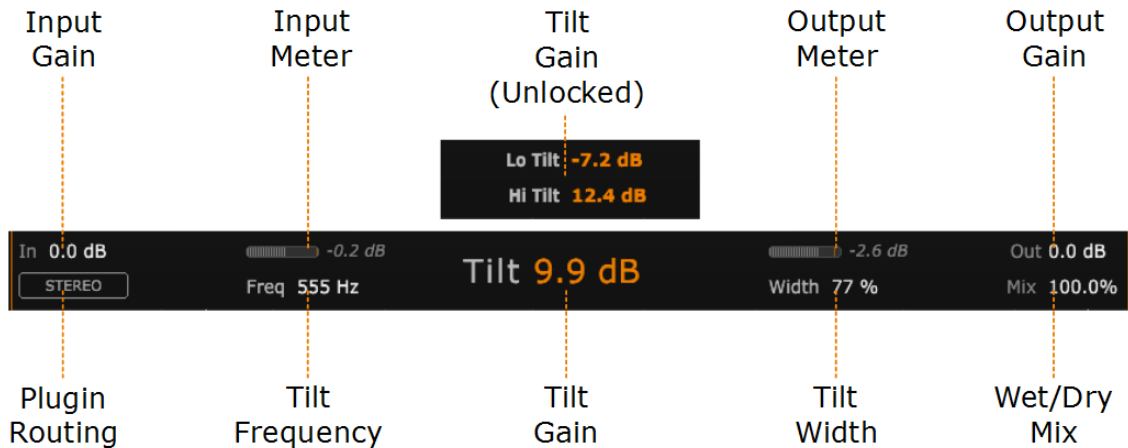 Input Gain
Input Meter
Tilt Gain (Unlocked)
Output Meter
Output Gain
Lo Tilt -7.2 dB
Hi Tilt 12.4 dB
In 0.0 dB
-0.2 dB
Tilt 9.9 dB
-2.6 dB
Out 0.0 dB
STEREO
Freq 555 Hz
Width 77 %
Mix 100.0%
Plugin Routing
Tilt Frequency
Tilt Gain
Tilt Width
Wet/Dry Mix